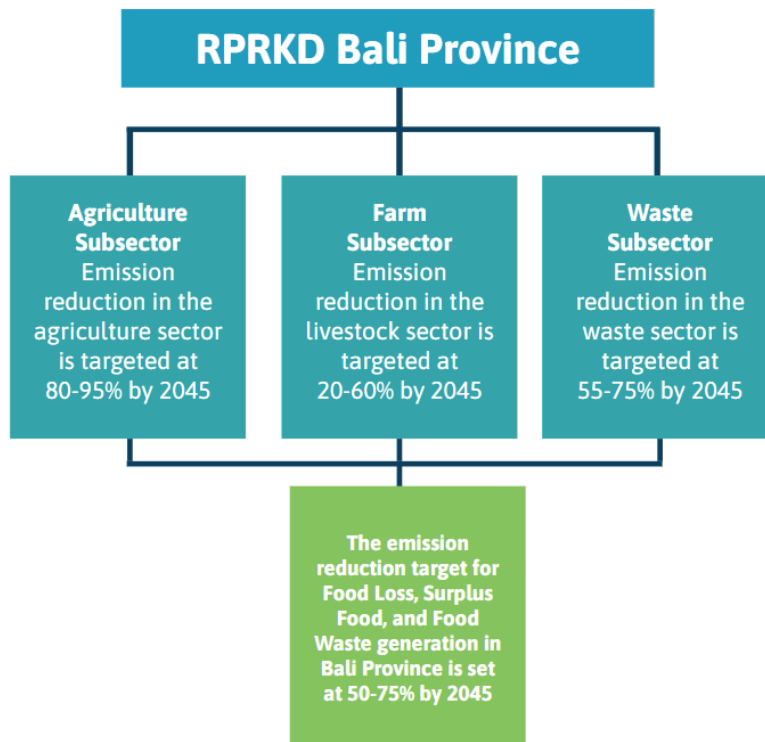 RPRKD Bali Province
Agriculture
Subsector
Emission
reduction in the
agriculture sector
is targeted at
80-95% by 2045
Farm
Subsector
Emission
reduction in the
livestock sector is
targeted at
20-60% by 2045
Waste
Subsector
Emission
reduction in the
waste sector is
targeted at
55-75% by 2045
The emission
reduction target for
Food Loss, Surplus
Food, and Food
Waste generation in
Bali Province is set
at 50-75% by 2045